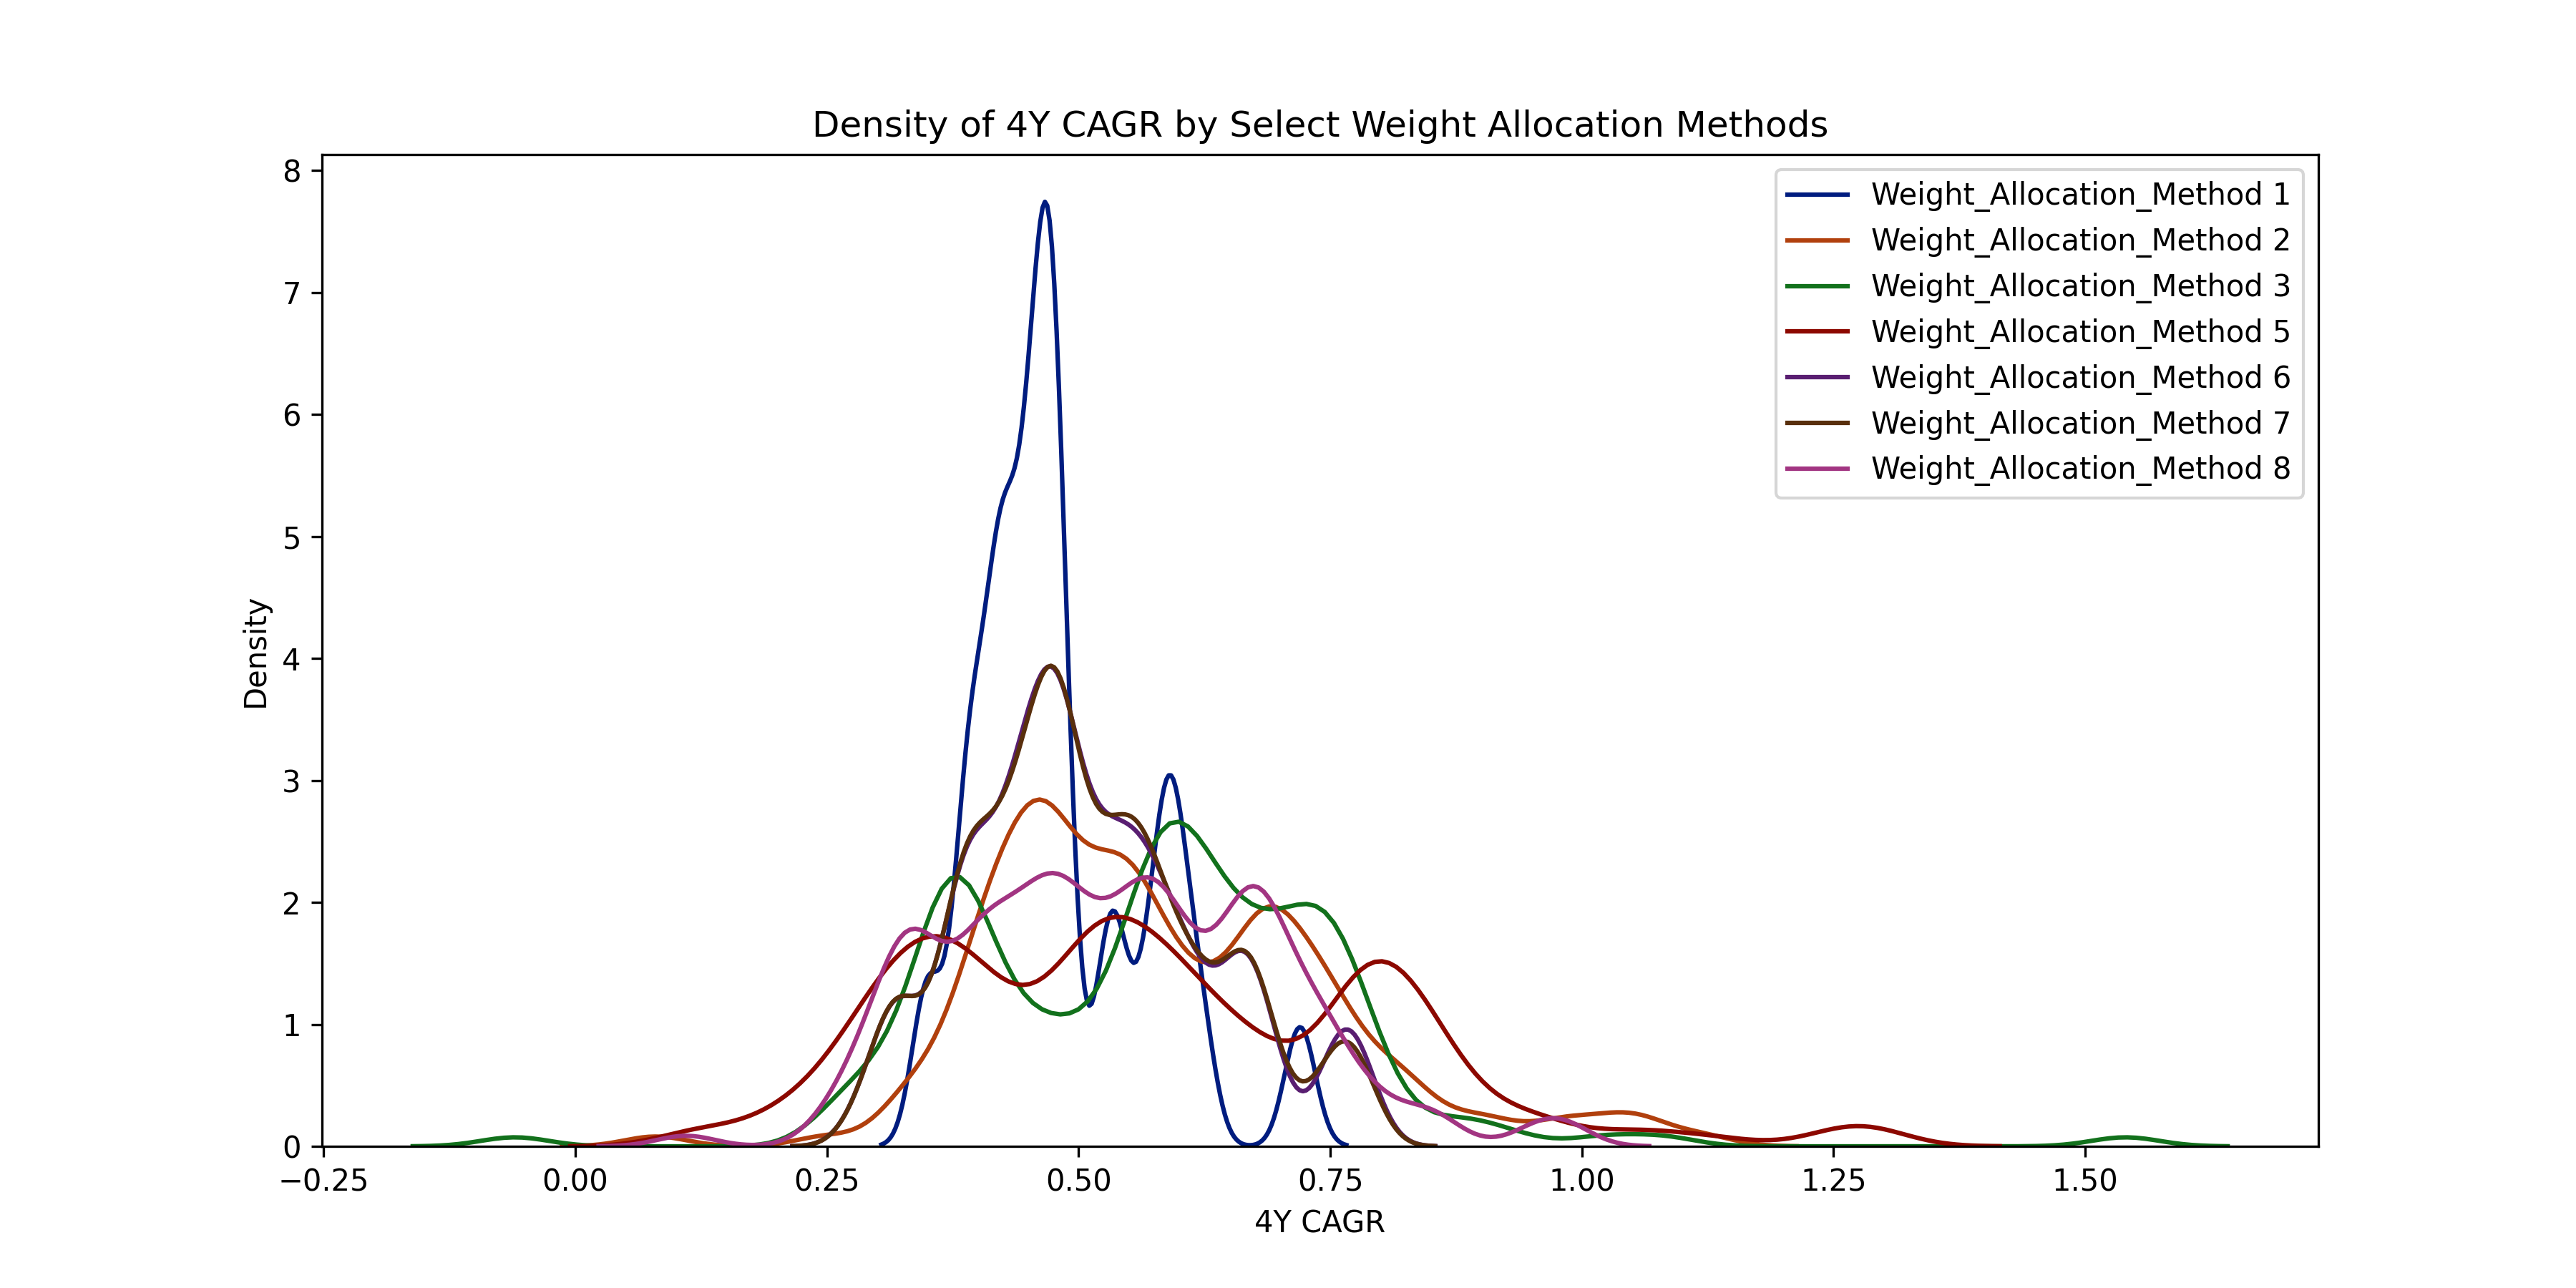 Density of 4Y CAGR by Select Weight Allocation Methods
8
7
6
5
4
3
2
1
0
Density
Weight_Allocation_Method 1
Weight_Allocation_Method 2
Weight_Allocation_Method 3
Weight_Allocation_Method 5
Weight_Allocation_Method 6
Weight_Allocation_Method 7
Weight_Allocation_Method 8
−0.25 0.00 0.25 0.50 0.75 1.00 1.25 1.50
4Y CAGR